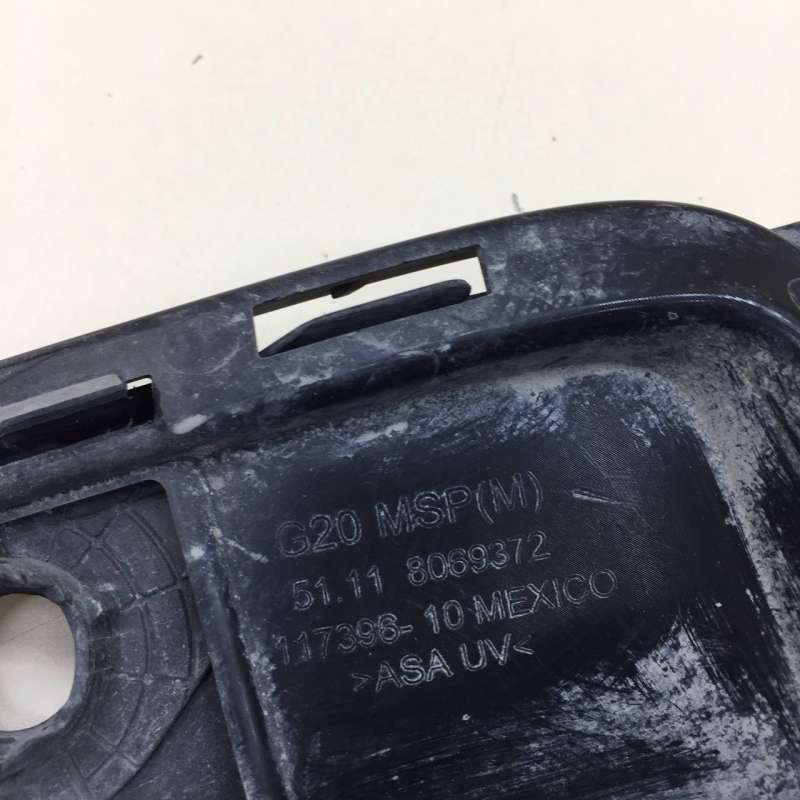 G20 MSP(M)
51.11 8069372
117396-10 MEXICO
>ASA UV<